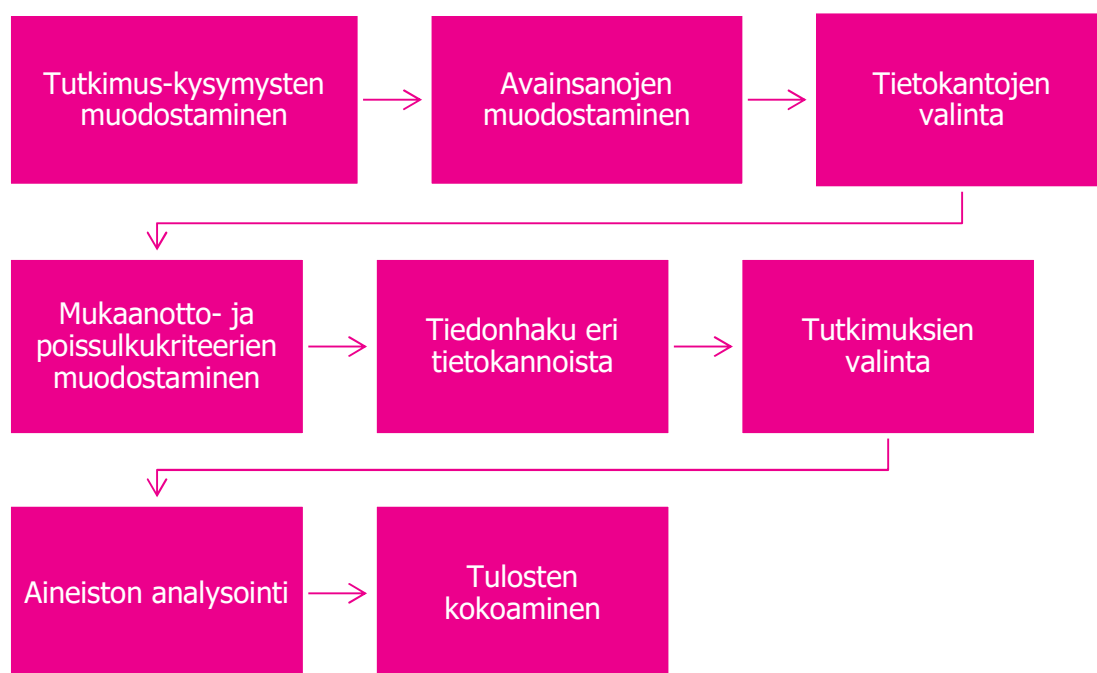 Tutkimus-kysymysten
muodostaminen
Avainsanojen
muodostaminen
Tietokantojen
valinta
Mukaanotto- ja
poissulkukriteerien
muodostaminen
Tiedonhaku eri
tietokannoista
Tutkimuksien
valinta
Aineiston analysointi
Tulosten
kokoaminen